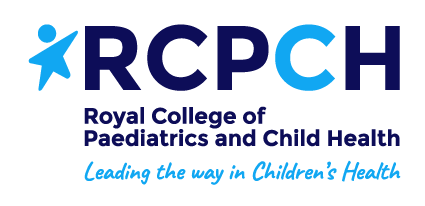 RCPCH
Royal College of
Paediatrics and Child Health
Leading the way in Children's Health